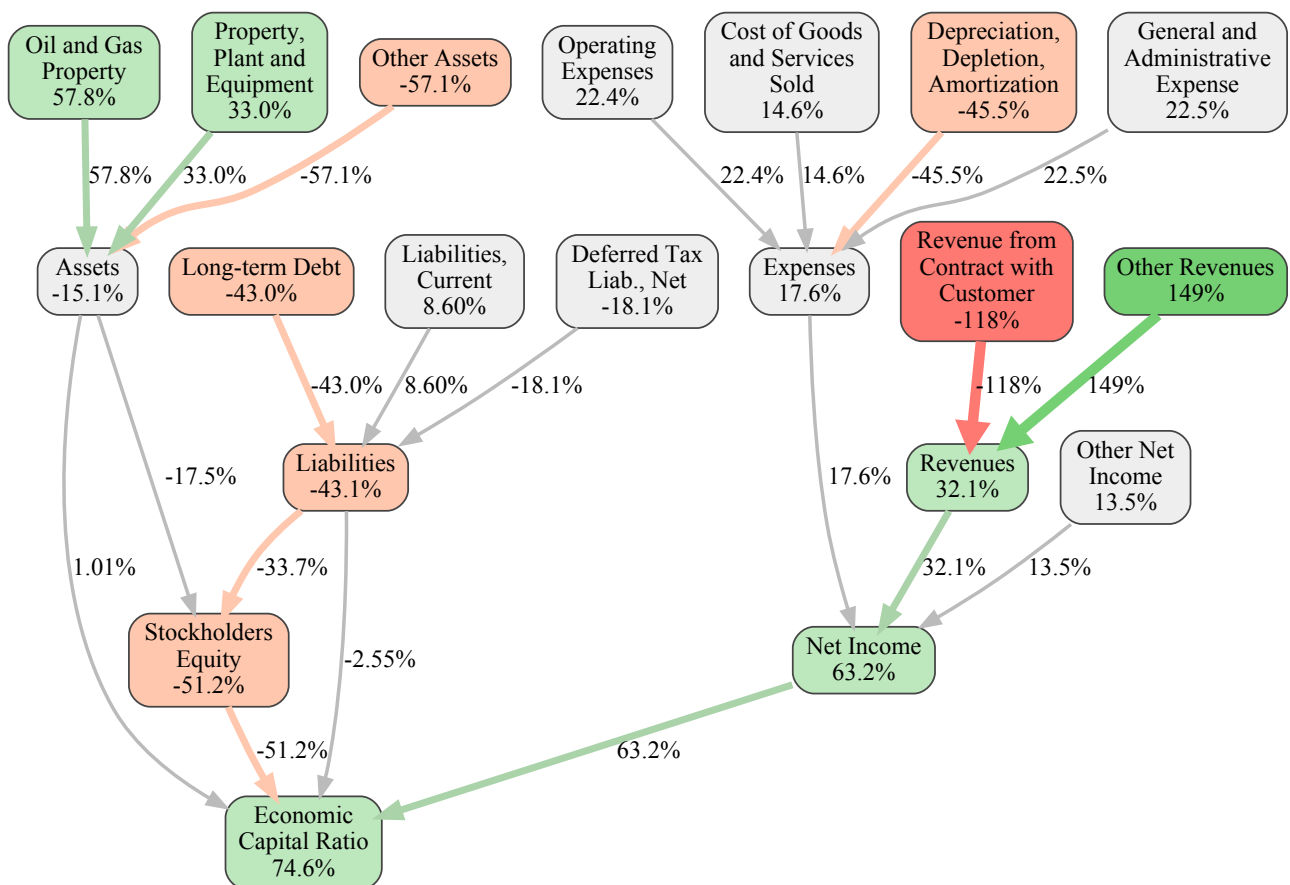 Oil and Gas
Property
57.8%
Property,
Plant and
Equipment
33.0%
Other Assets
-57.1%
Operating
Expenses
22.4%
Cost of Goods
and Services
Sold
14.6%
Depreciation,
Depletion,
Amortization
-45.5%
General and
Administrative
Expense
22.5%
57.8%
33.0%
-57.1%
22.4%
14.6%
-45.5%
22.5%
Assets
-15.1%
Long-term Debt
-43.0%
Liabilities,
Current
8.60%
Deferred Tax
Liab., Net
-18.1%
Expenses
17.6%
Revenue from
Contract with
Customer
-118%
Other Revenues
149%
-43.0%
8.60%
-18.1%
-118%
149%
Liabilities
-43.1%
Revenues
32.1%
Other Net
Income
13.5%
-17.5%
17.6%
1.01%
-33.7%
32.1%
13.5%
Stockholders
Equity
-51.2%
-2.55%
Net Income
63.2%
-51.2%
63.2%
Economic
Capital Ratio
74.6%